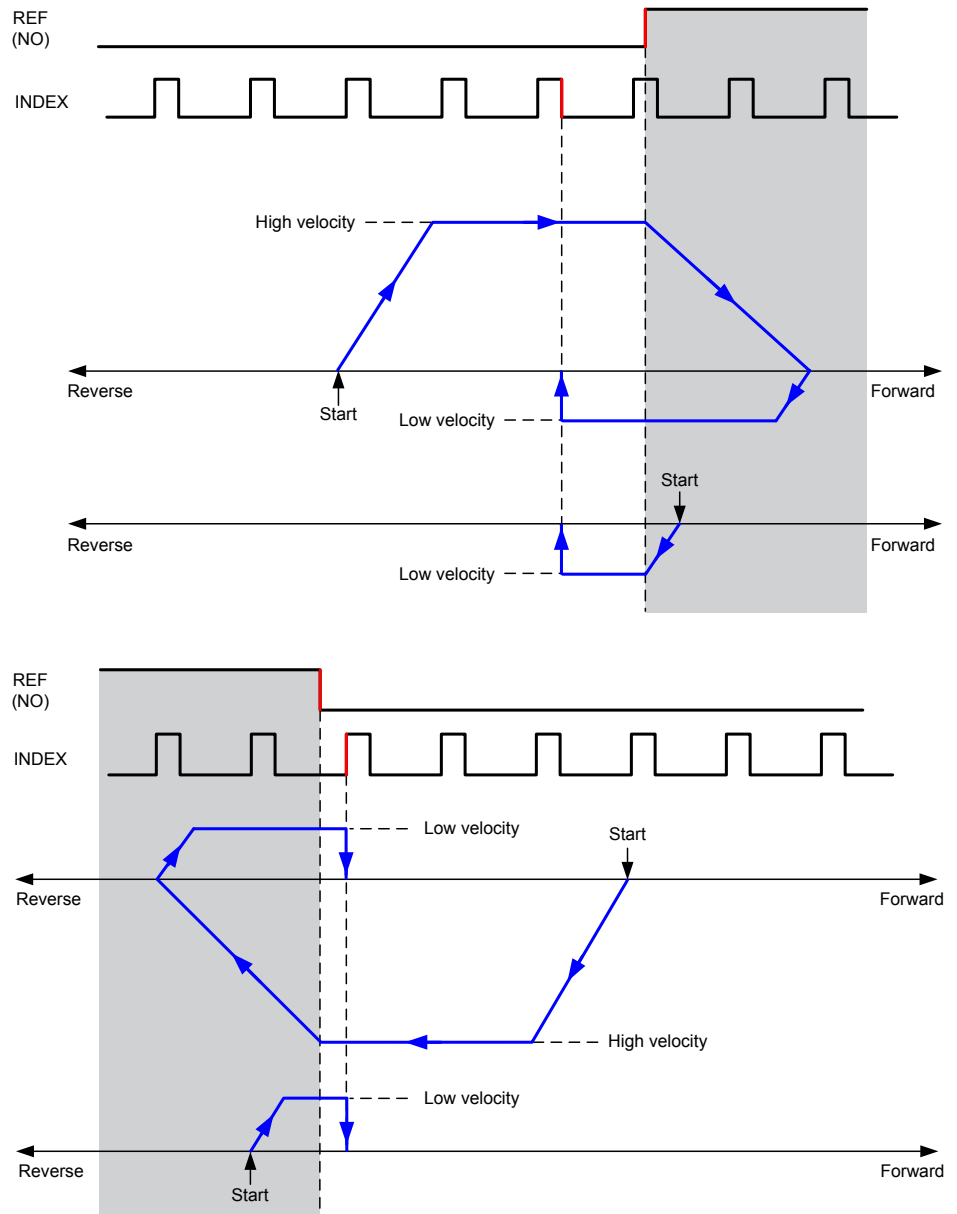 REF
(NO)
INDEX
High velocity
Reverse
Forward
Start
Low velocity
Start
Reverse
Forward
Low velocity
REF
(NO)
INDEX
Low velocity
Start
Reverse
Forward
High velocity
Low velocity
Reverse
Forward
Start